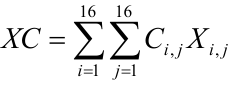 XC = \sum_{i=1}^{16} \sum_{j=1}^{16} C_{i,j} X_{i,j}